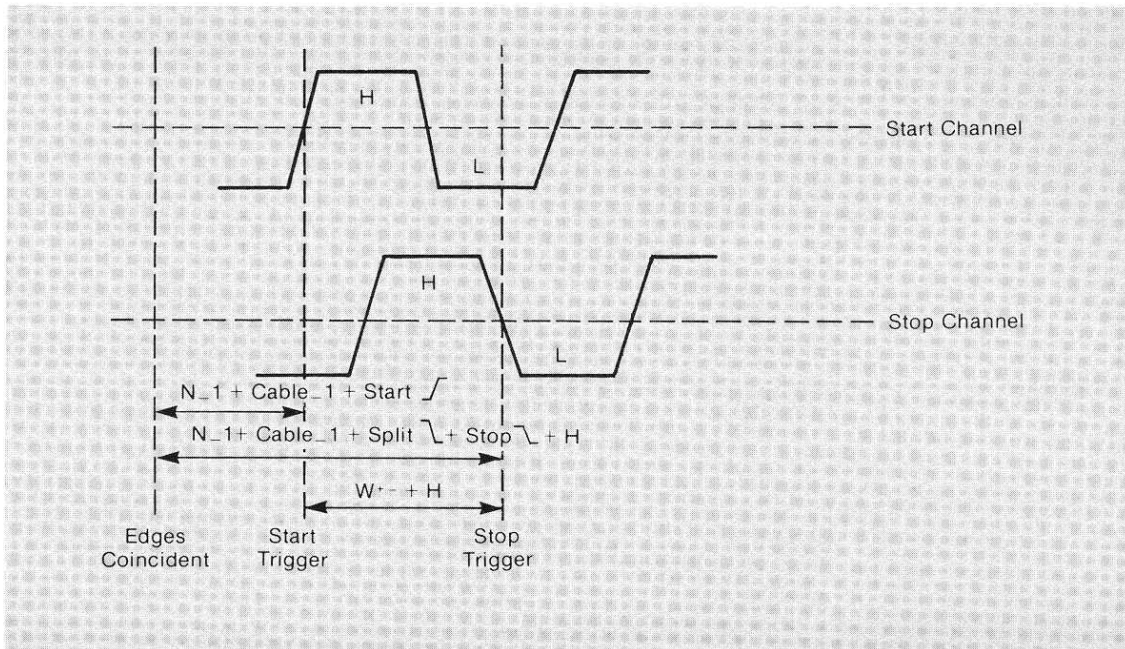 H
Start Channel
L
H
Stop Channel
L
N_1 + Cable_1 + Start
N_1+ Cable_1 + Split + Stop + H
W+- + H
Edges
Coincident
Start
Trigger
Stop
Trigger